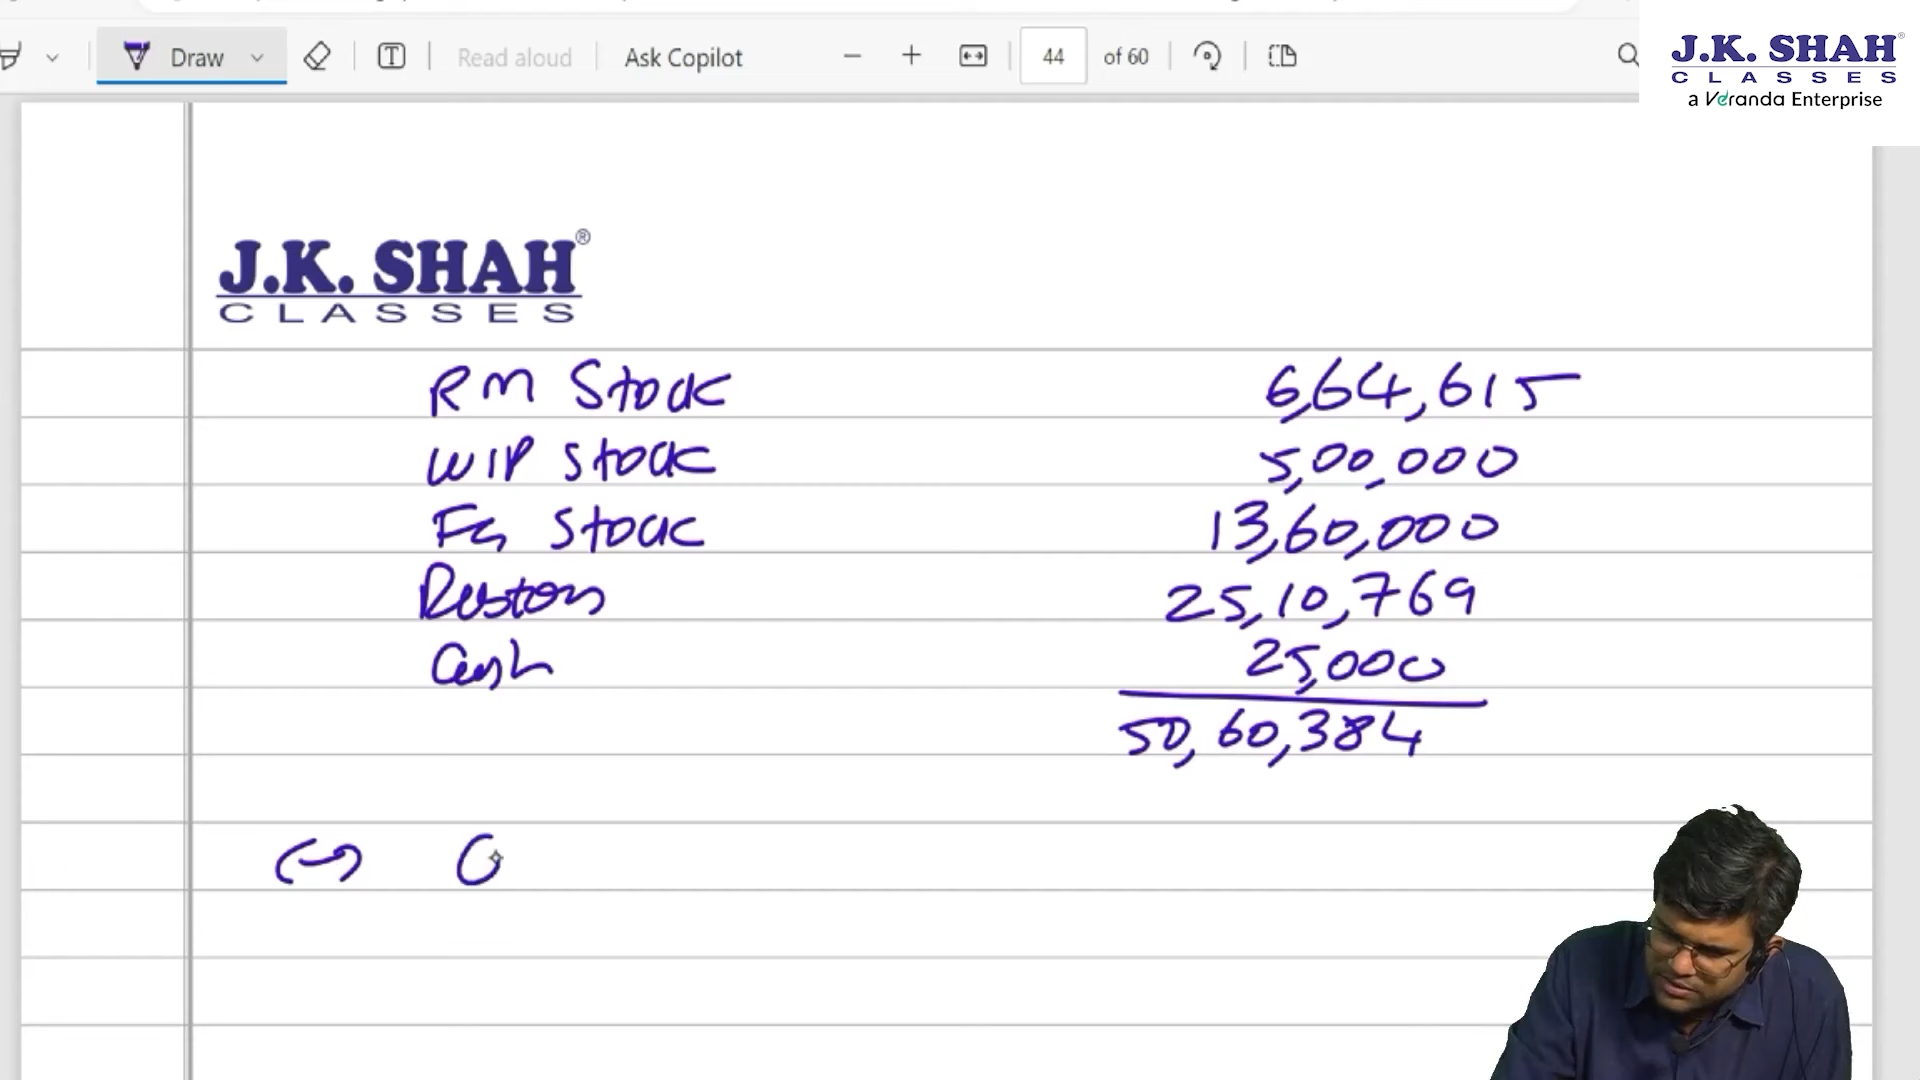 Draw
Read aloud
Ask Copilot
44 of 60
J.K. SHAH®
CLASSES
a Veranda Enterprise
J.K. SHAH®
CLASSES
RM Stock 6,64,615
WIP Stock 5,00,000
FG Stock 13,60,000
Debtors 25,10,769
Cash 25,000
50,60,384
(-) C